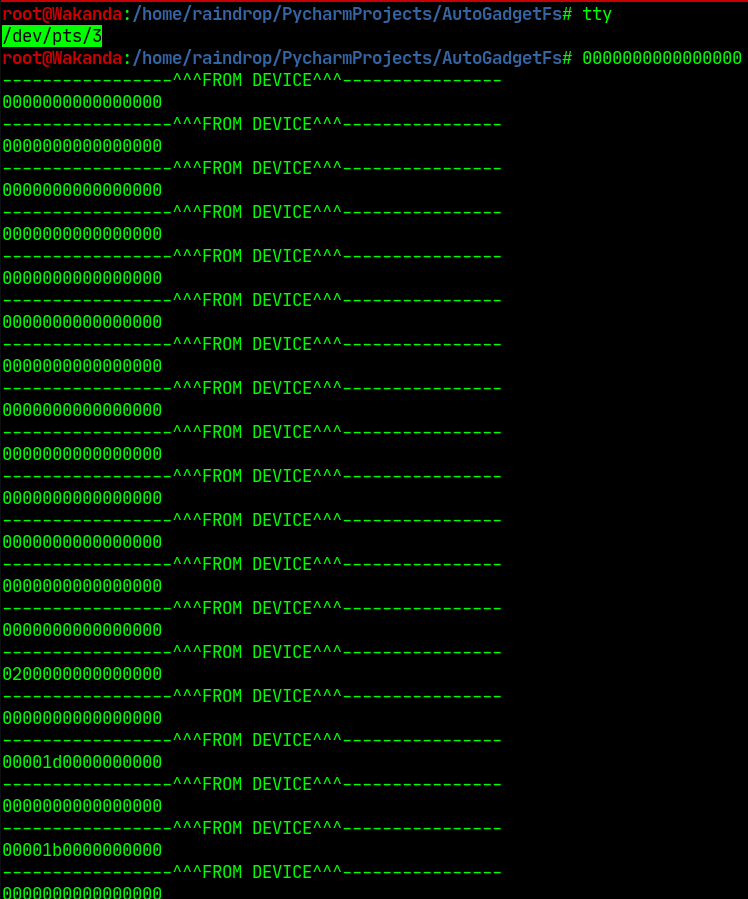 root@Wakanda:/home/raindrop/PycharmProjects/AutoGadgetFs# tty
/dev/pts/3
root@Wakanda:/home/raindrop/PycharmProjects/AutoGadgetFs# 0000000000000000
-----------------^^^FROM DEVICE^^^----------------
0000000000000000
-----------------^^^FROM DEVICE^^^----------------
0000000000000000
-----------------^^^FROM DEVICE^^^----------------
0000000000000000
-----------------^^^FROM DEVICE^^^----------------
0000000000000000
-----------------^^^FROM DEVICE^^^----------------
0000000000000000
-----------------^^^FROM DEVICE^^^----------------
0000000000000000
-----------------^^^FROM DEVICE^^^----------------
0000000000000000
-----------------^^^FROM DEVICE^^^----------------
0000000000000000
-----------------^^^FROM DEVICE^^^----------------
0000000000000000
-----------------^^^FROM DEVICE^^^----------------
0000000000000000
-----------------^^^FROM DEVICE^^^----------------
0000000000000000
-----------------^^^FROM DEVICE^^^----------------
0000000000000000
-----------------^^^FROM DEVICE^^^----------------
0000000000000000
-----------------^^^FROM DEVICE^^^----------------
0200000000000000
-----------------^^^FROM DEVICE^^^----------------
0000000000000000
-----------------^^^FROM DEVICE^^^----------------
00001d0000000000
-----------------^^^FROM DEVICE^^^----------------
0000000000000000
-----------------^^^FROM DEVICE^^^----------------
00001b0000000000
-----------------^^^FROM DEVICE^^^----------------
0000000000000000